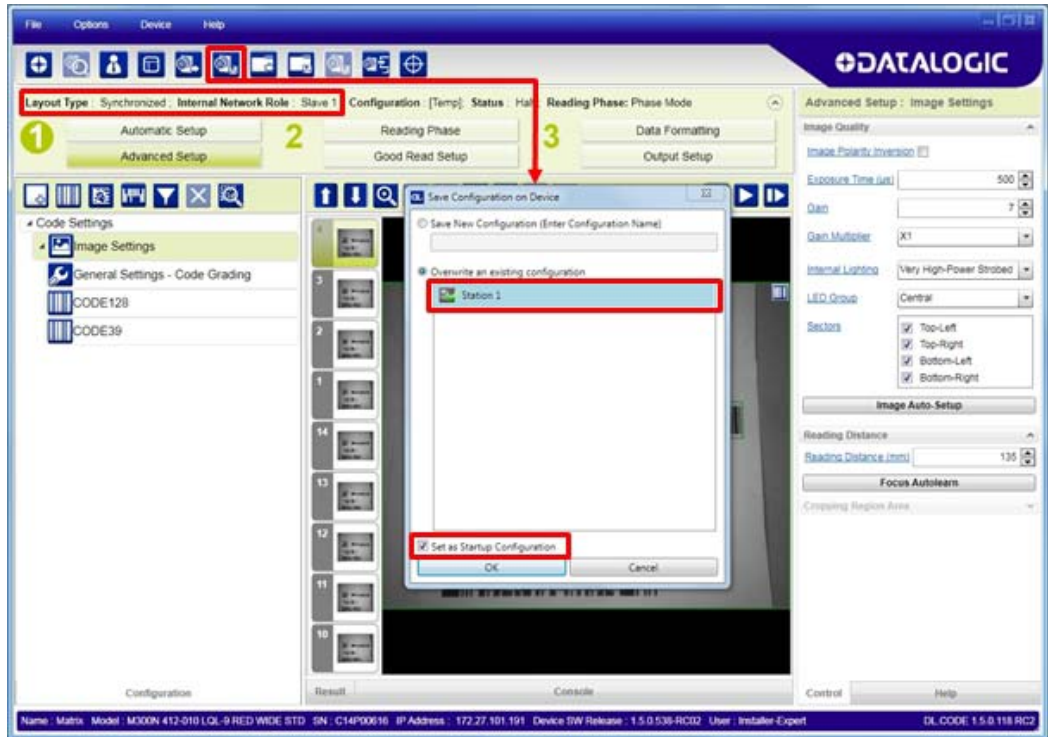 File Options Device Help
DATALOGIC
Layout Type : Synchronized ; Internal Network Role : Slave 1 Configuration : [Temp]; Status : Reading Phase: Phase Mode
1 Automatic Setup
Advanced Setup
2 Reading Phase
Good Read Setup
3 Data Formatting
Output Setup
Code Settings
Image Settings
General Settings - Code Grading
CODE128
CODE39
Configuration
3
2
1
14
13
12
11
10
Save Configuration on Device
Save New Configuration (Enter Configuration Name)
Overwrite an existing configuration
Station 1
Set as Startup Configuration
OK Cancel
Result Console
Advanced Setup : Image Settings
Image Quality
Image Polarity Inversion
Exposure Time (us) 500
Gain 7
Gain Multiplier X1
Internal Lighting Very High-Power Strobed
LED Group Central
Sectors Top-Left
Top-Right
Bottom-Left
Bottom-Right
Image Auto-Setup
Reading Distance
Reading Distance (mm) 135
Focus Autolearn
Cropping Region Area
Control Help
Name : Matrix Model : M300N 412-010 LQL-9 RED WIDE STD SN : C14P00616 IP Address : 172.27.101.191 Device SW Release : 1.5.0.538-RC02 User : Installer-Expert DL.CODE 1.5.0.118 RC2